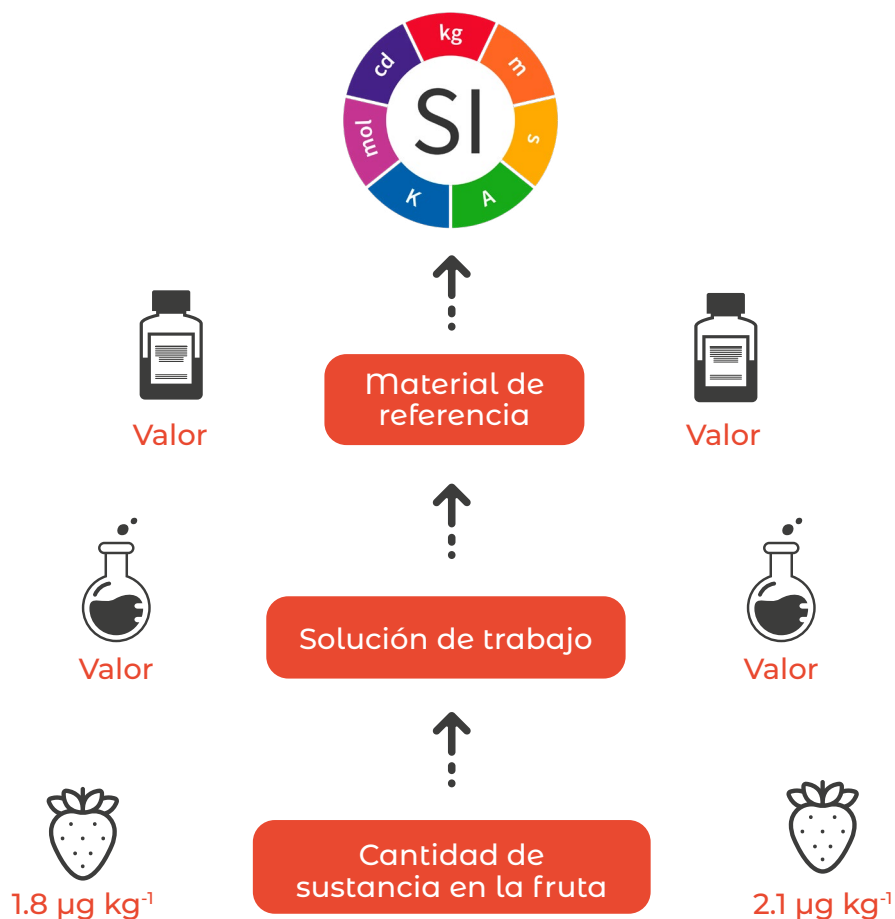 kg
m
s
A
K
mol
cd
SI
Material de
referencia
Valor
Valor
Solución de trabajo
Valor
Valor
Cantidad de
sustancia en la fruta
1.8 µg kg⁻¹
2.1 µg kg⁻¹